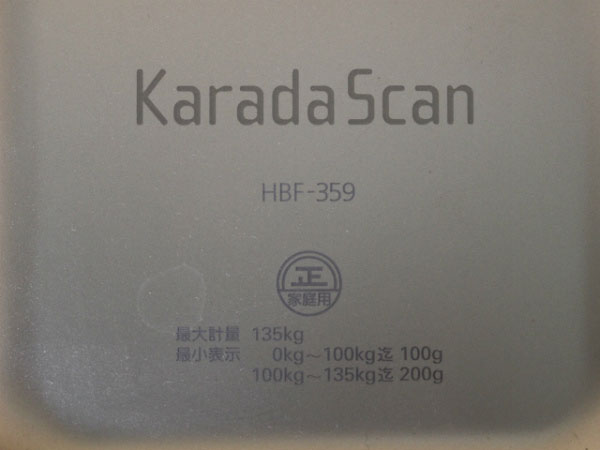 KaradaScan
HBF-359
正
家庭用
最大計量 135kg
最小表示 0kg～100kg迄 100g
100kg～135kg迄 200g